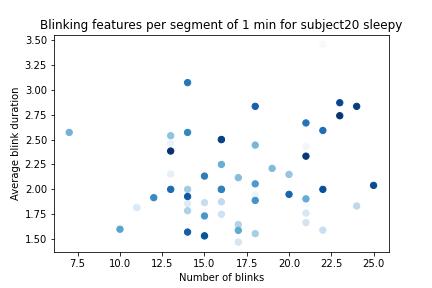 Blinking features per segment of 1 min for subject20 sleepy
3.50
3.25
3.00
2.75
2.50
2.25
2.00
1.75
1.50
Average blink duration
7.5 10.0 12.5 15.0 17.5 20.0 22.5 25.0
Number of blinks